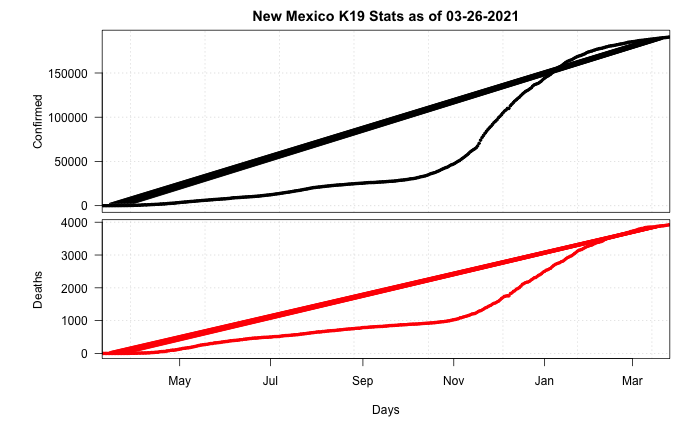 New Mexico K19 Stats as of 03-26-2021
150000
100000
50000
0
Confirmed
4000
3000
2000
1000
0
Deaths
May Jul Sep Nov Jan Mar
Days